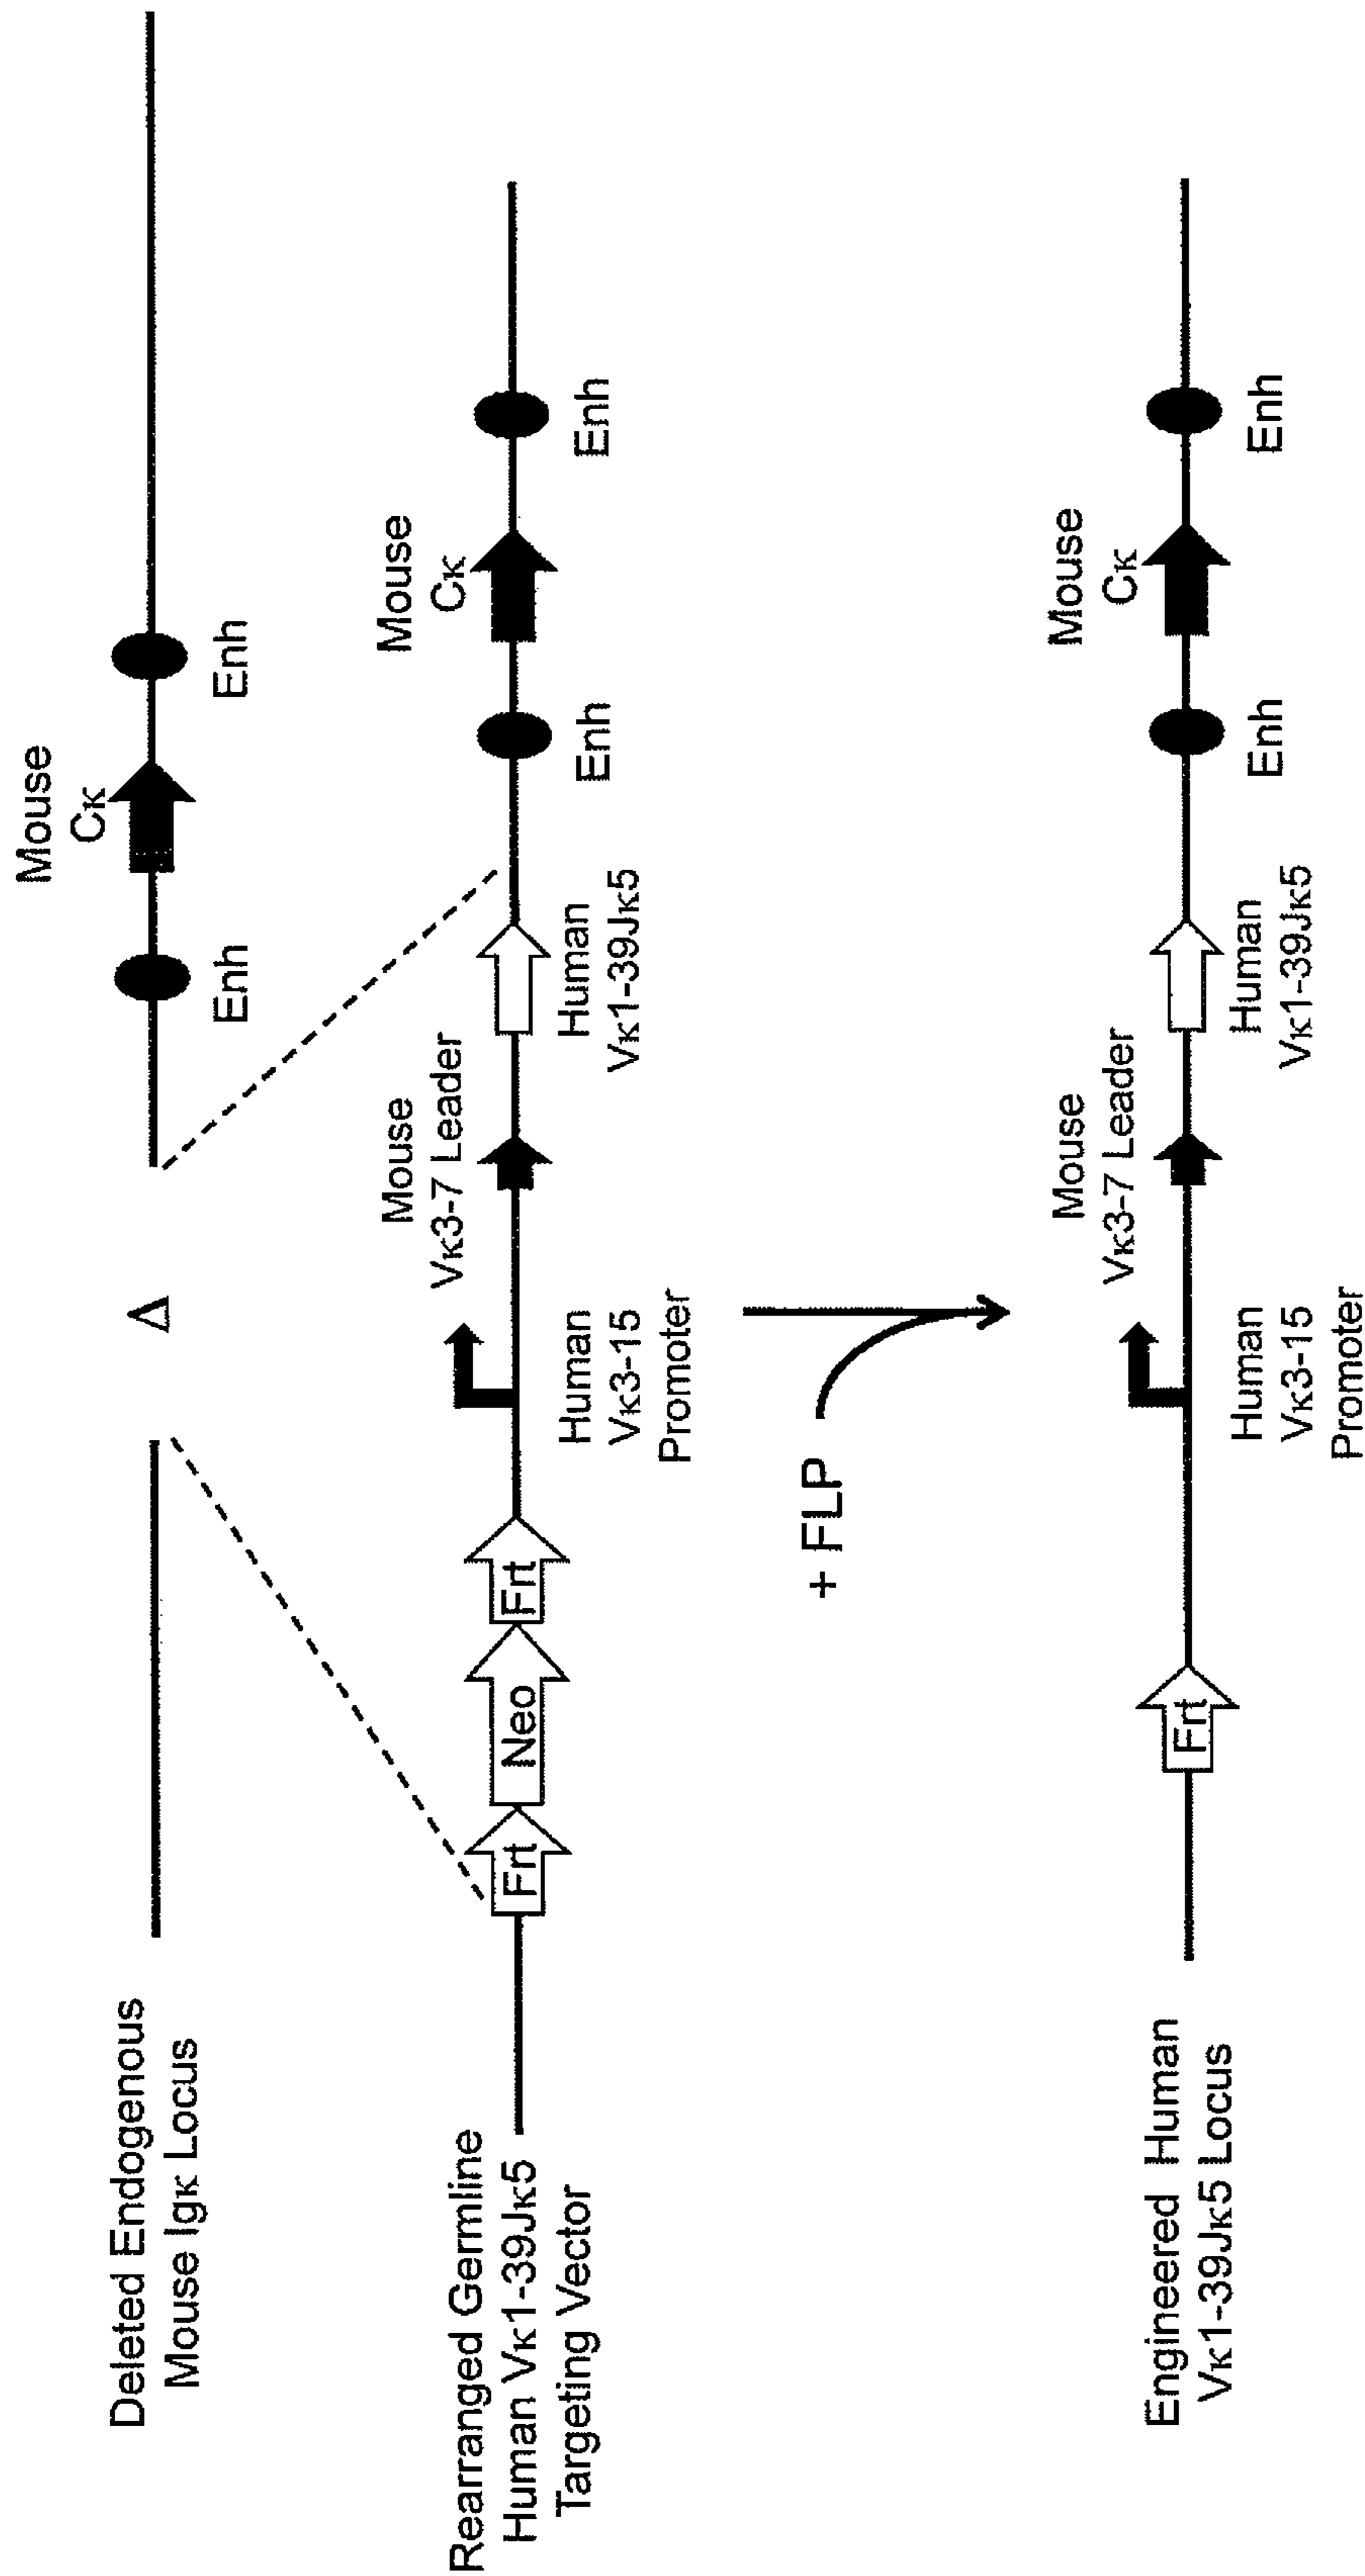 Deleted Endogenous
Mouse Igκ Locus
Δ
Mouse
Cκ
Enh
Enh
Rearranged Germline
Human Vκ1-39Jκ5
Targeting Vector
Frt
Neo
Frt
Human
Vκ3-15
Promoter
Mouse
Vκ3-7 Leader
Human
Vκ1-39Jκ5
Enh
Mouse
Cκ
Enh
+ FLP
Engineered Human
Vκ1-39Jκ5 Locus
Frt
Human
Vκ3-15
Promoter
Mouse
Vκ3-7 Leader
Human
Vκ1-39Jκ5
Enh
Mouse
Cκ
Enh